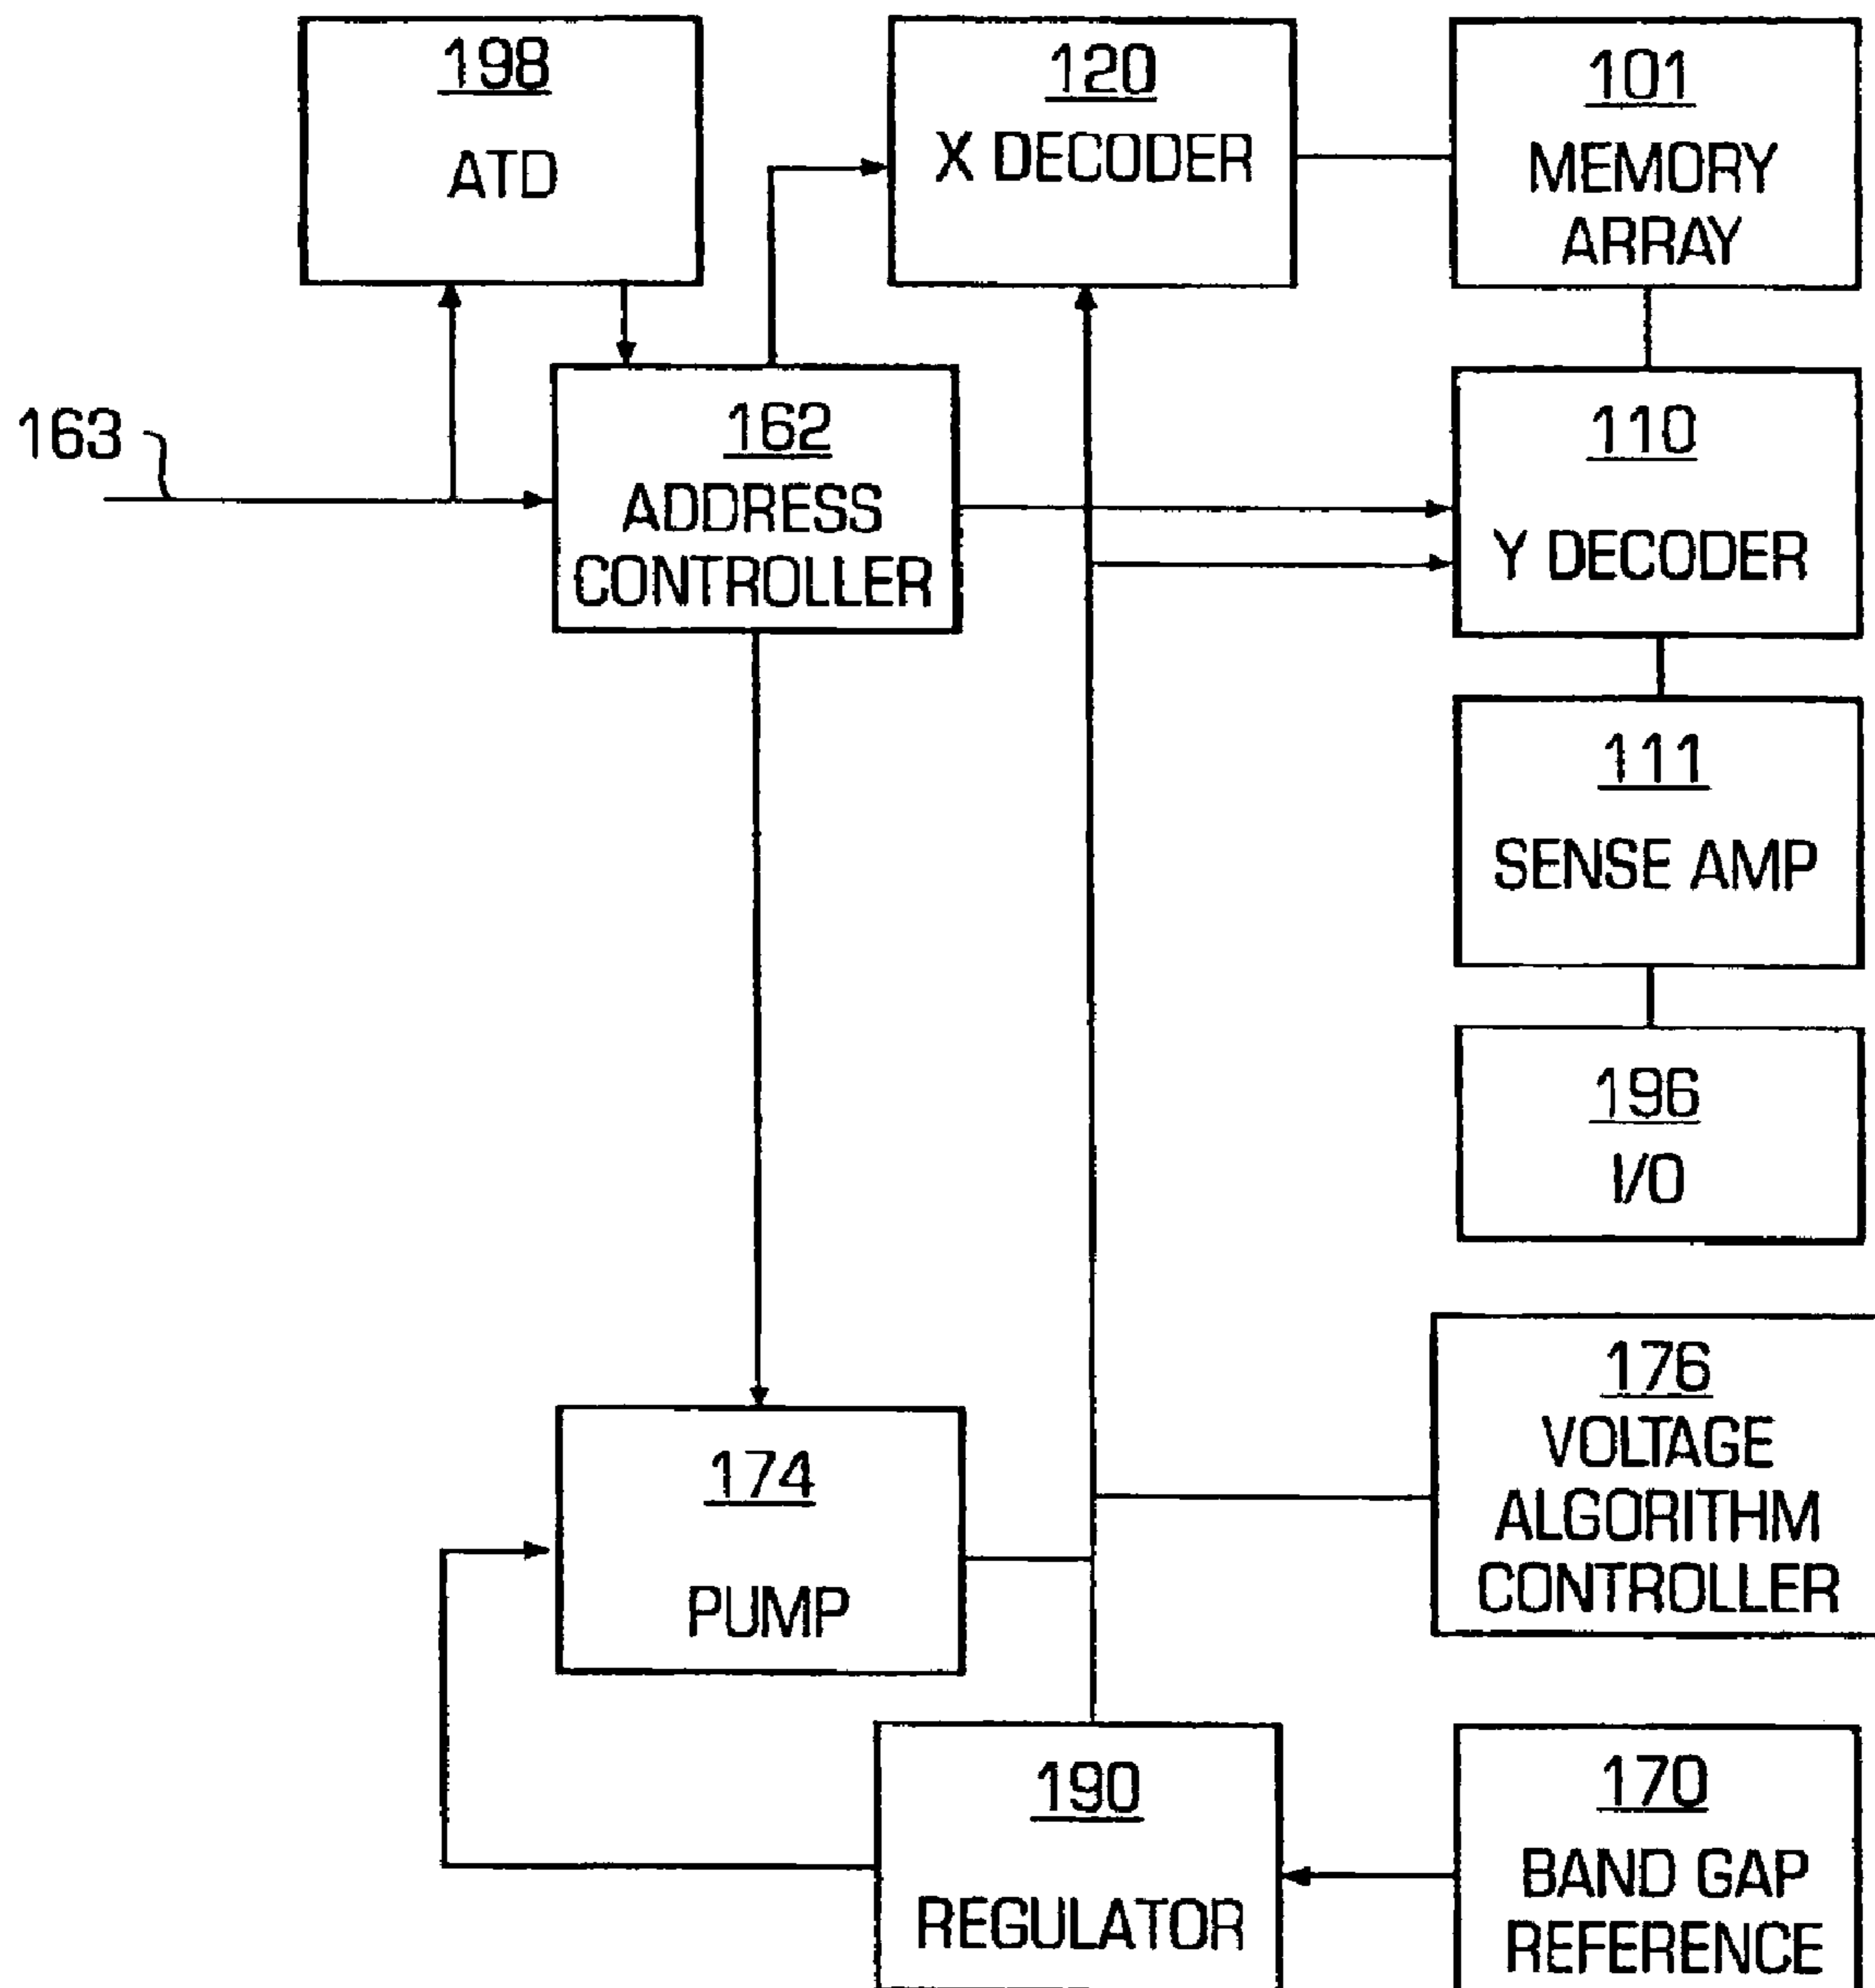 198
ATD
120
X DECODER
101
MEMORY
ARRAY
163
162
ADDRESS
CONTROLLER
110
Y DECODER
111
SENSE AMP
196
I/O
176
VOLTAGE
ALGORITHM
CONTROLLER
174
PUMP
190
REGULATOR
170
BAND GAP
REFERENCE